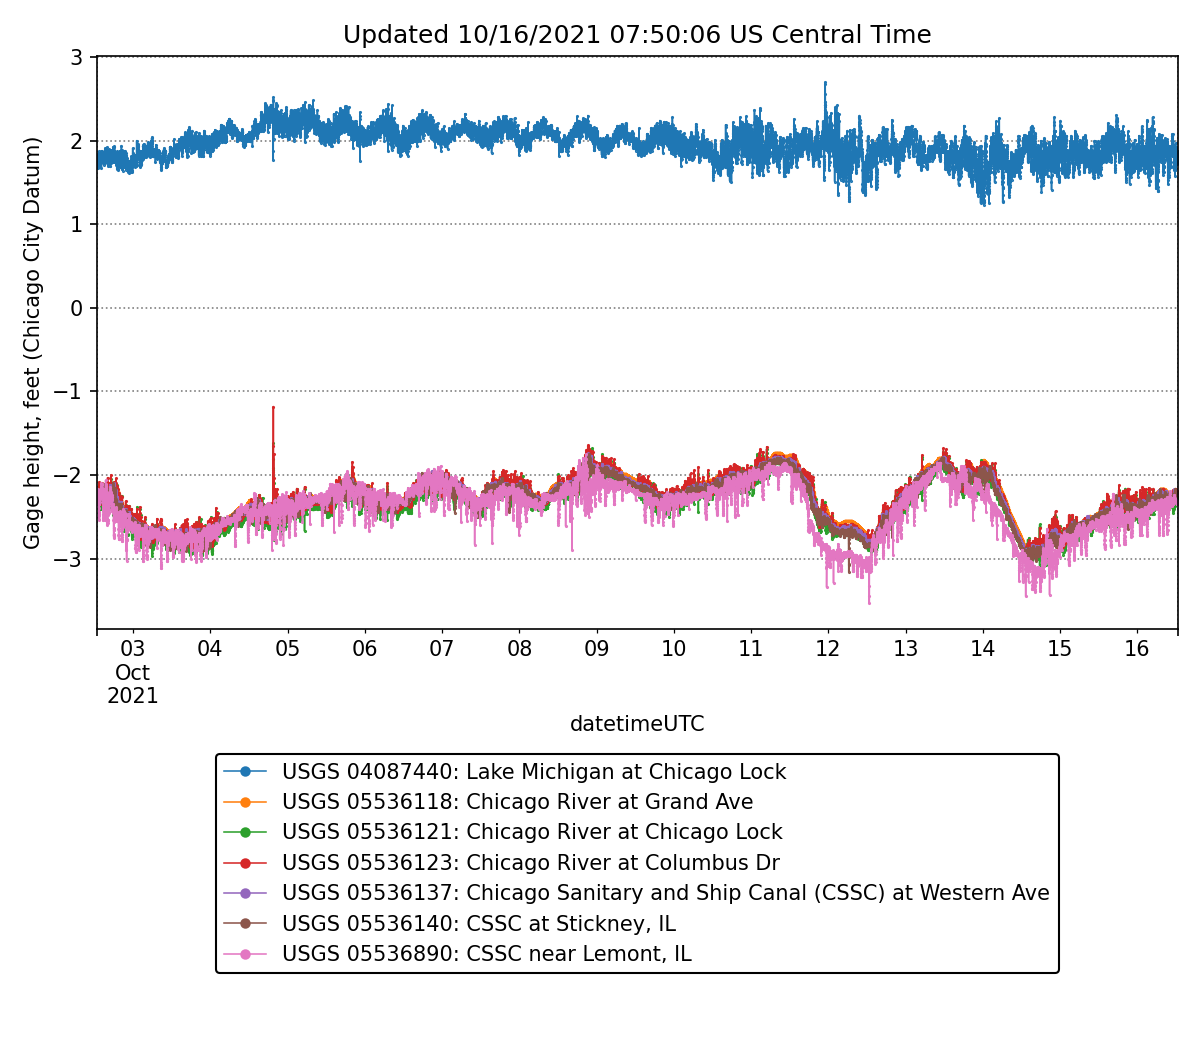 Updated 10/16/2021 07:50:06 US Central Time
Gage height, feet (Chicago City Datum)
3
2
1
0
−1
−2
−3
03 04 05 06 07 08 09 10 11 12 13 14 15 16
Oct
2021
datetimeUTC
USGS 04087440: Lake Michigan at Chicago Lock
USGS 05536118: Chicago River at Grand Ave
USGS 05536121: Chicago River at Chicago Lock
USGS 05536123: Chicago River at Columbus Dr
USGS 05536137: Chicago Sanitary and Ship Canal (CSSC) at Western Ave
USGS 05536140: CSSC at Stickney, IL
USGS 05536890: CSSC near Lemont, IL